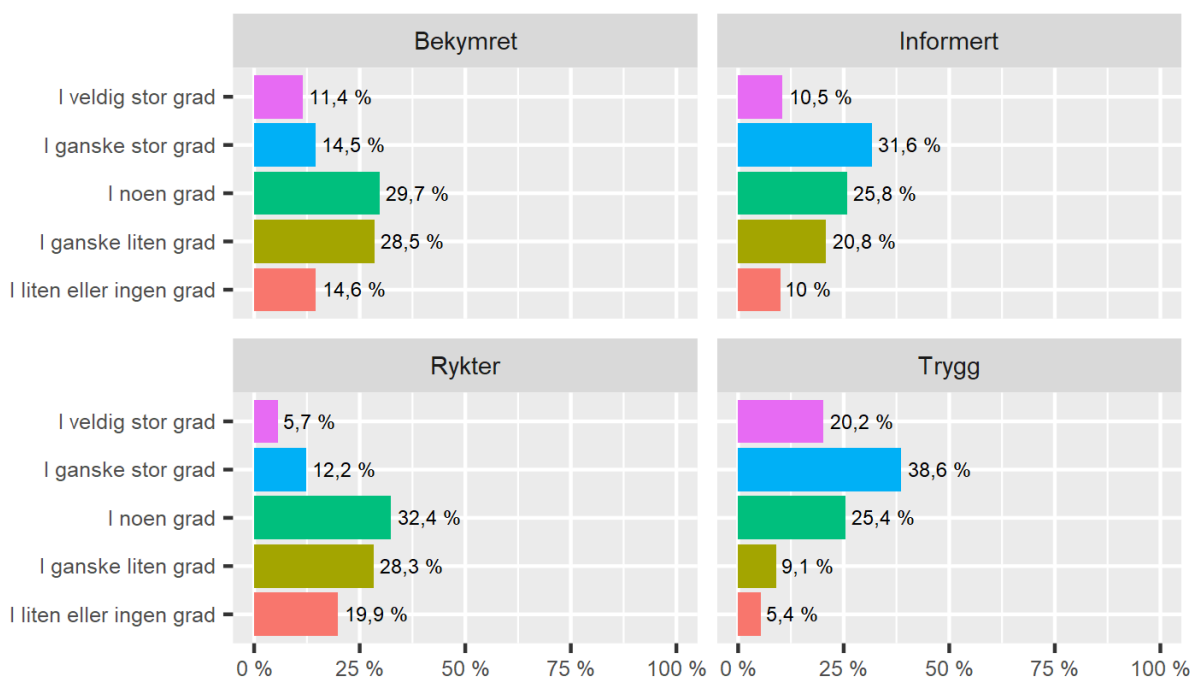 Bekymret
I veldig stor grad 11,4 %
I ganske stor grad 14,5 %
I noen grad 29,7 %
I ganske liten grad 28,5 %
I liten eller ingen grad 14,6 %
Informert
10,5 %
31,6 %
25,8 %
20,8 %
10 %
Rykter
I veldig stor grad 5,7 %
I ganske stor grad 12,2 %
I noen grad 32,4 %
I ganske liten grad 28,3 %
I liten eller ingen grad 19,9 %
0 % 25 % 50 % 75 % 100 %
Trygg
20,2 %
38,6 %
25,4 %
9,1 %
5,4 %
0 % 25 % 50 % 75 % 100 %